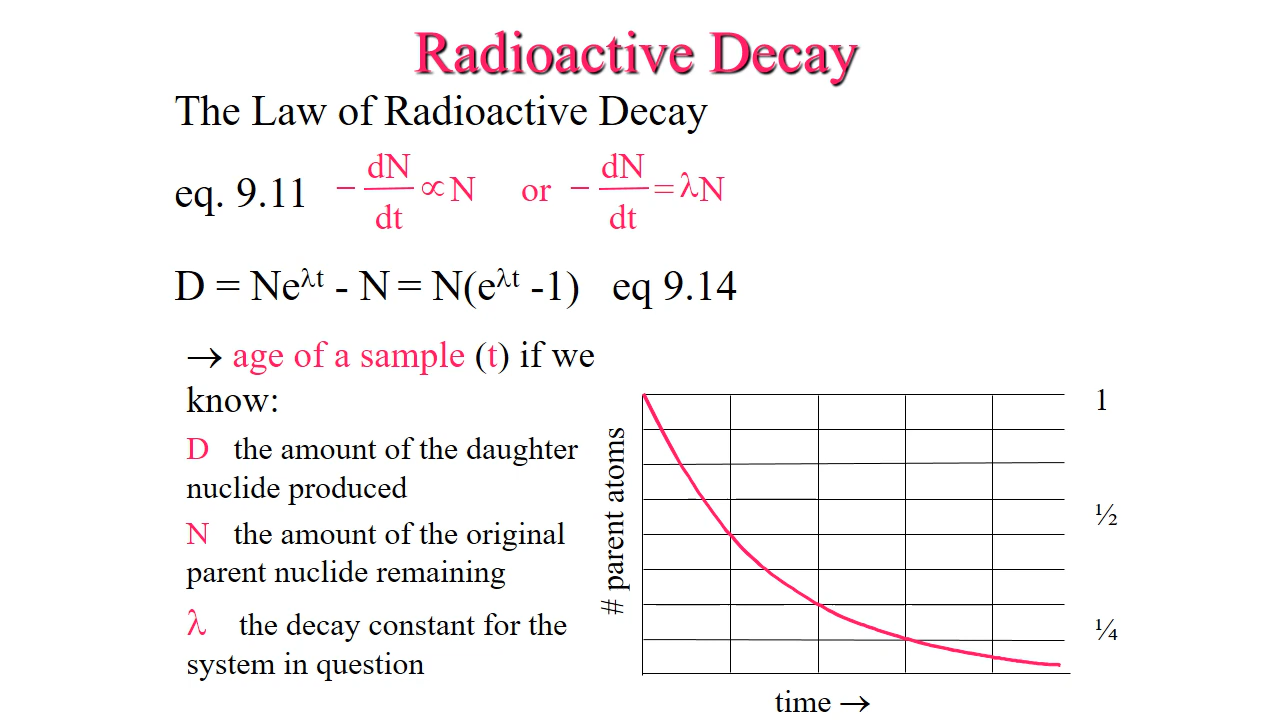 Radioactive Decay
The Law of Radioactive Decay
eq. 9.11 − dN/dt ∝ N or − dN/dt = λN
D = Ne^λt - N = N(e^λt -1) eq 9.14
→ age of a sample (t) if we
know:
D the amount of the daughter
nuclide produced
N the amount of the original
parent nuclide remaining
λ the decay constant for the
system in question
# parent atoms
1
½
¼
time →